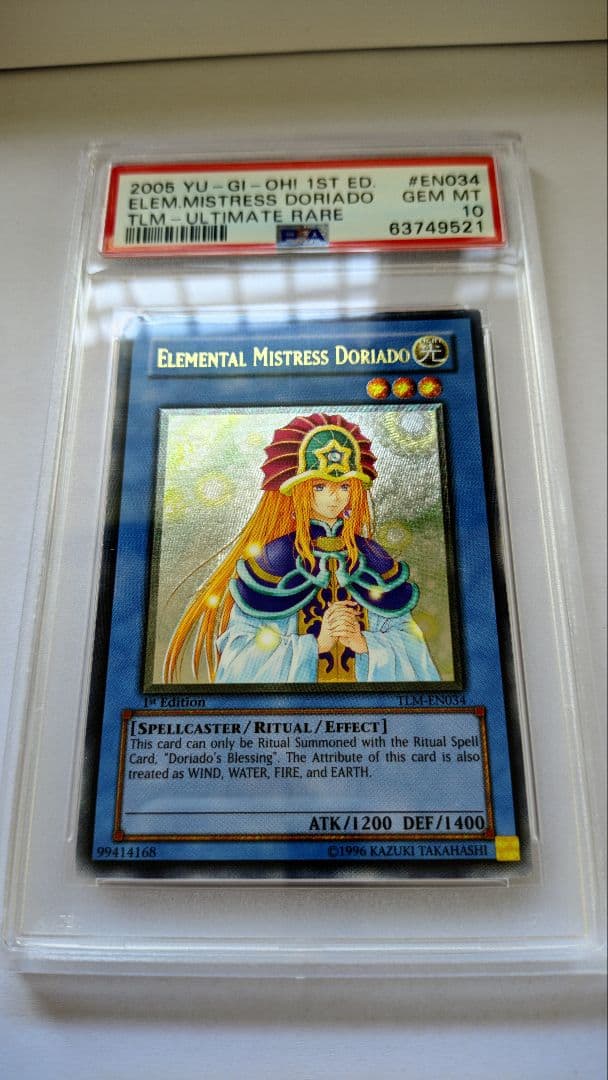 2005 YU-GI-OH! 1ST ED. #EN034
ELEM.MISTRESS DORIADO GEM MT
TLM-ULTIMATE RARE 10
PSA 63749521
ELEMENTAL MISTRESS DORIADO
LIGHT
光
1st Edition TLM-EN034
[SPELLCASTER/RITUAL/EFFECT]
This card can only be Ritual Summoned with the Ritual Spell
Card, "Doriado's Blessing". The Attribute of this card is also
treated as WIND, WATER, FIRE, and EARTH.
ATK/1200 DEF/1400
99414168 ©1996 KAZUKI TAKAHASHI